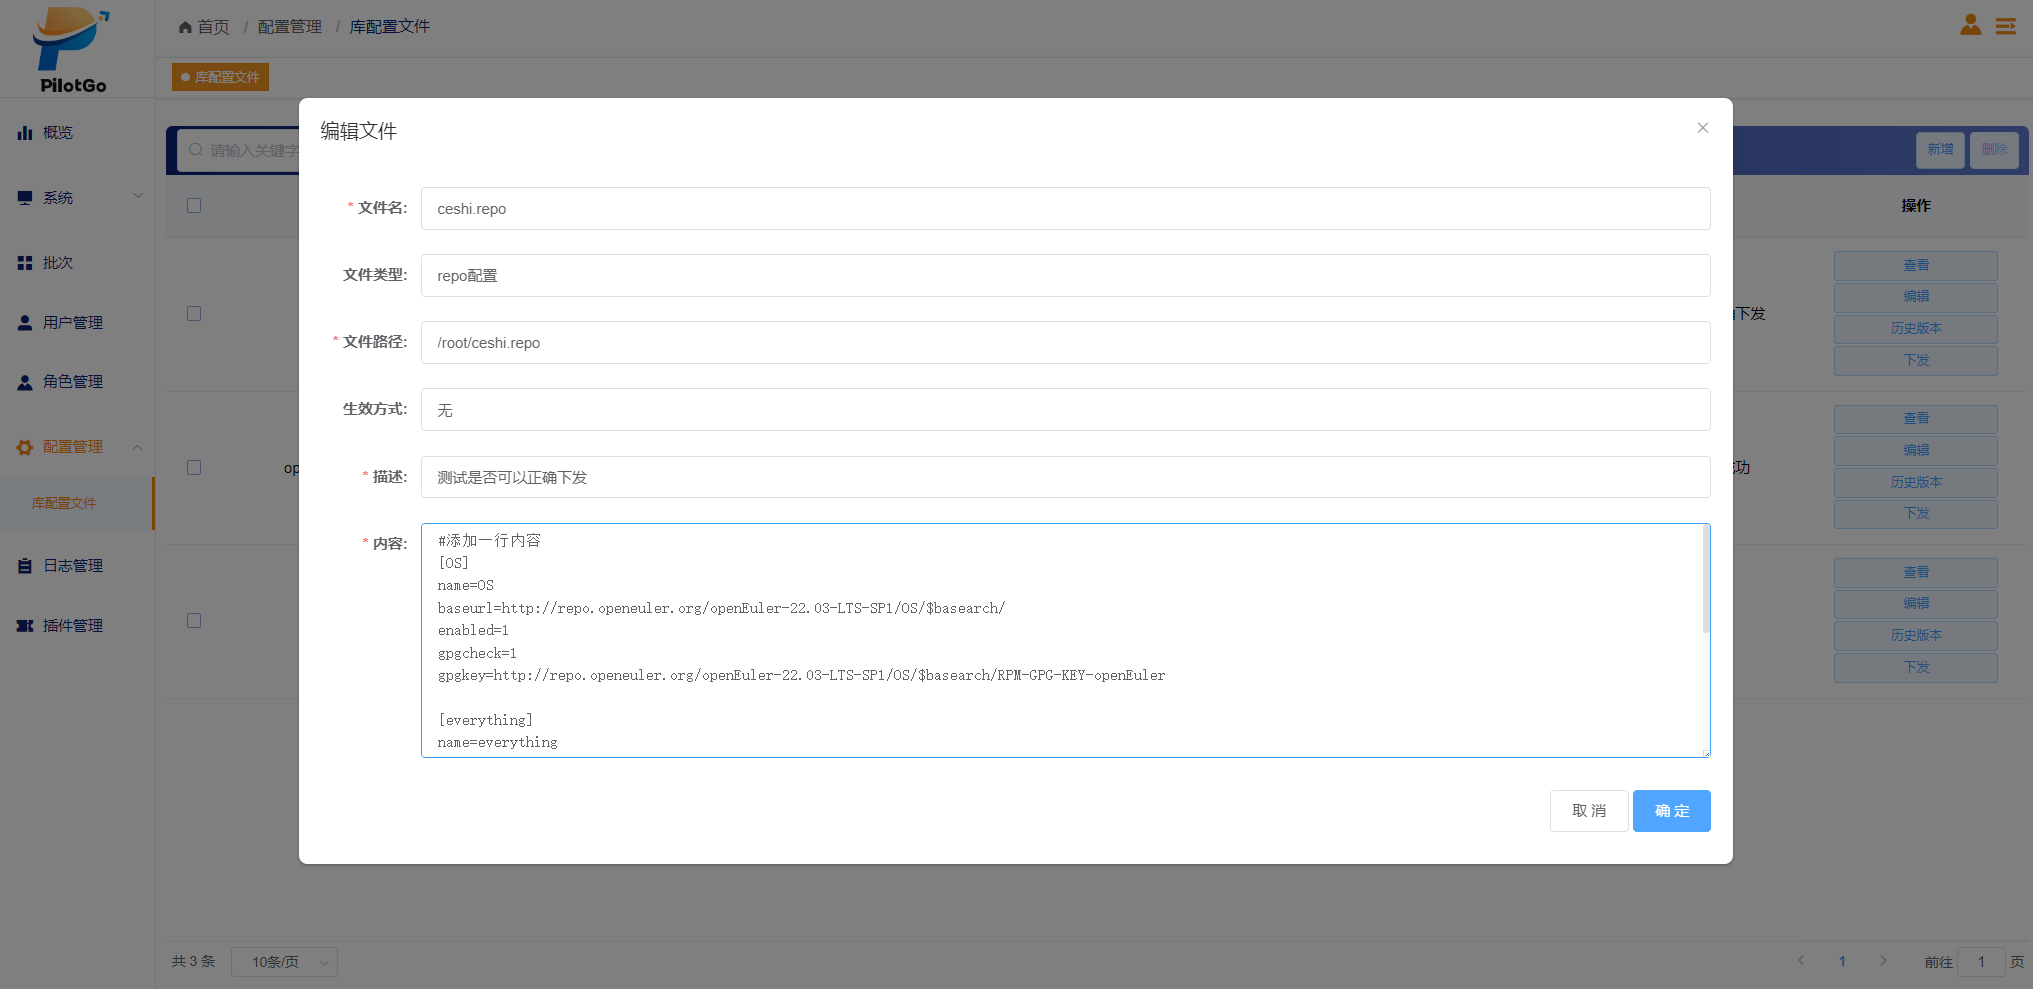 PilotGo
首页 / 配置管理 / 库配置文件
库配置文件
概览
系统
批次
用户管理
角色管理
配置管理
库配置文件
日志管理
插件管理
请输入关键字
新增
删除
操作
下发
查看
编辑
历史版本
下发
op
功
查看
编辑
历史版本
下发
查看
编辑
历史版本
下发
编辑文件
* 文件名: ceshi.repo
文件类型: repo配置
* 文件路径: /root/ceshi.repo
生效方式: 无
* 描述: 测试是否可以正确下发
* 内容: #添加一行内容
[OS]
name=OS
baseurl=http://repo.openeuler.org/openEuler-22.03-LTS-SP1/OS/$basearch/
enabled=1
gpgcheck=1
gpgkey=http://repo.openeuler.org/openEuler-22.03-LTS-SP1/OS/$basearch/RPM-GPG-KEY-openEuler
[everything]
name=everything
取 消
确 定
共 3 条
10条/页
1
前往 1 页